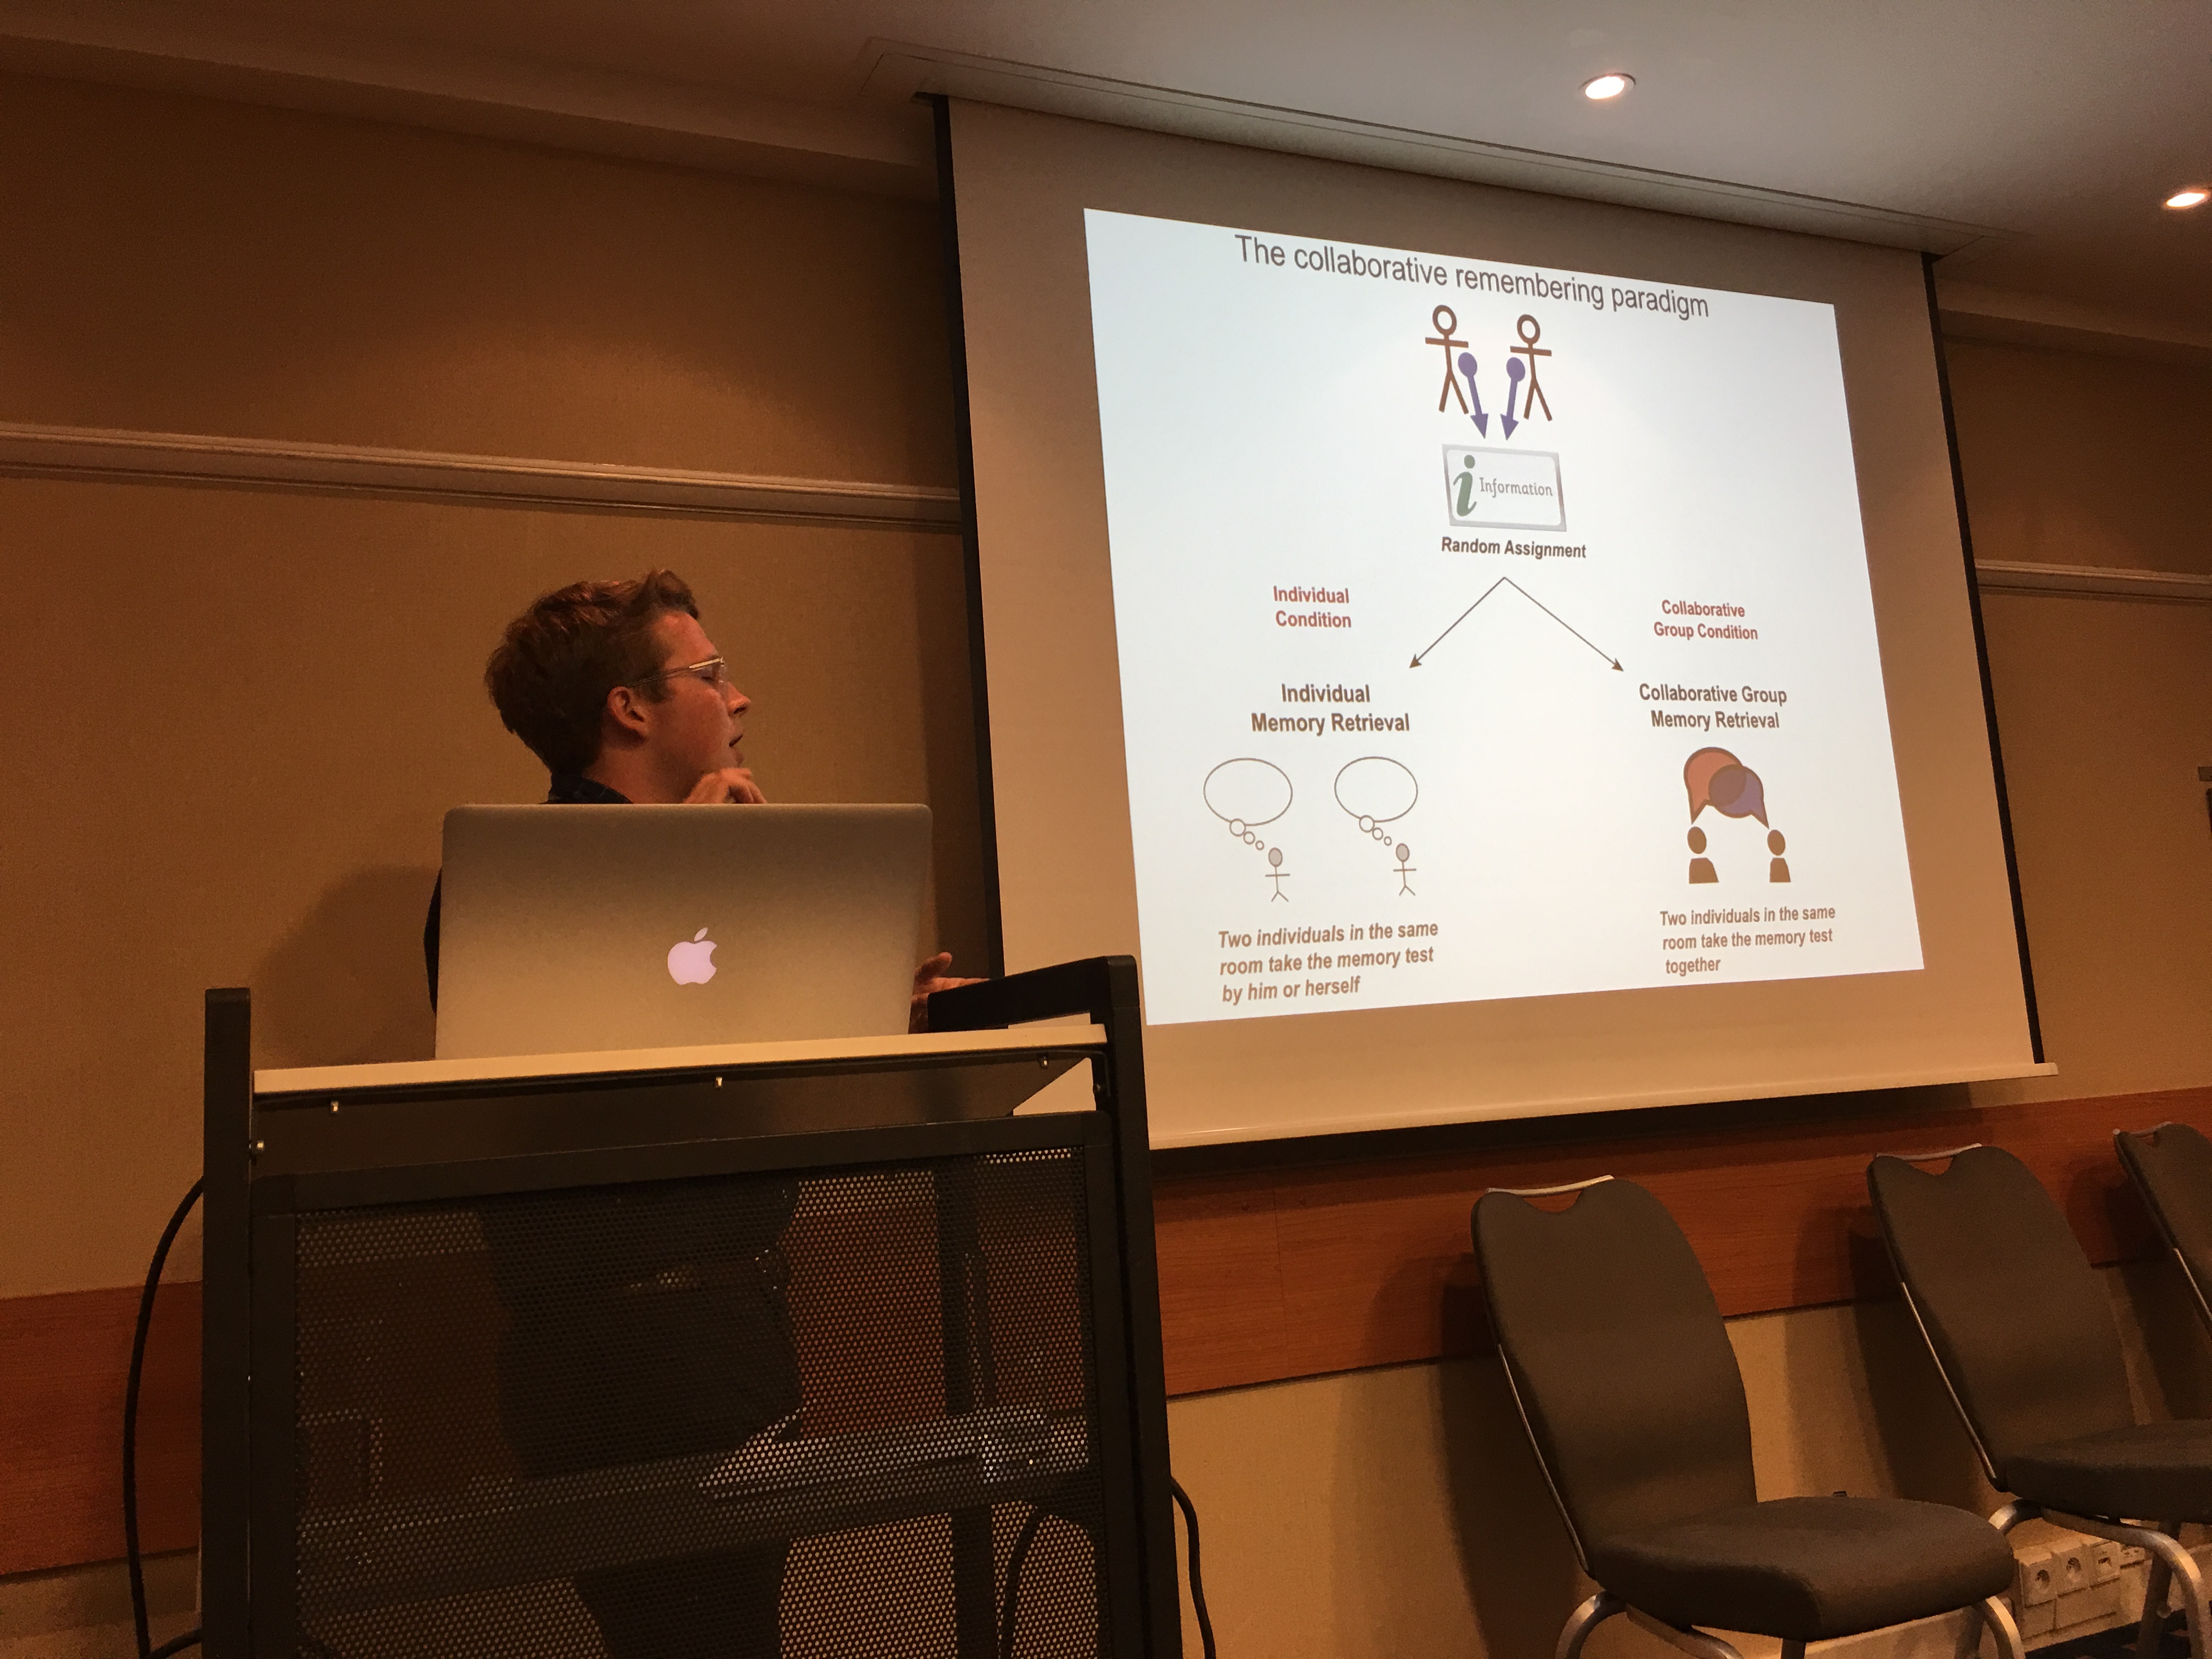 The collaborative remembering paradigm
i Information
Random Assignment
Individual
Condition
Collaborative
Group Condition
Individual
Memory Retrieval
Collaborative Group
Memory Retrieval
Two individuals in the same
room take the memory test
by him or herself
Two individuals in the same
room take the memory test
together